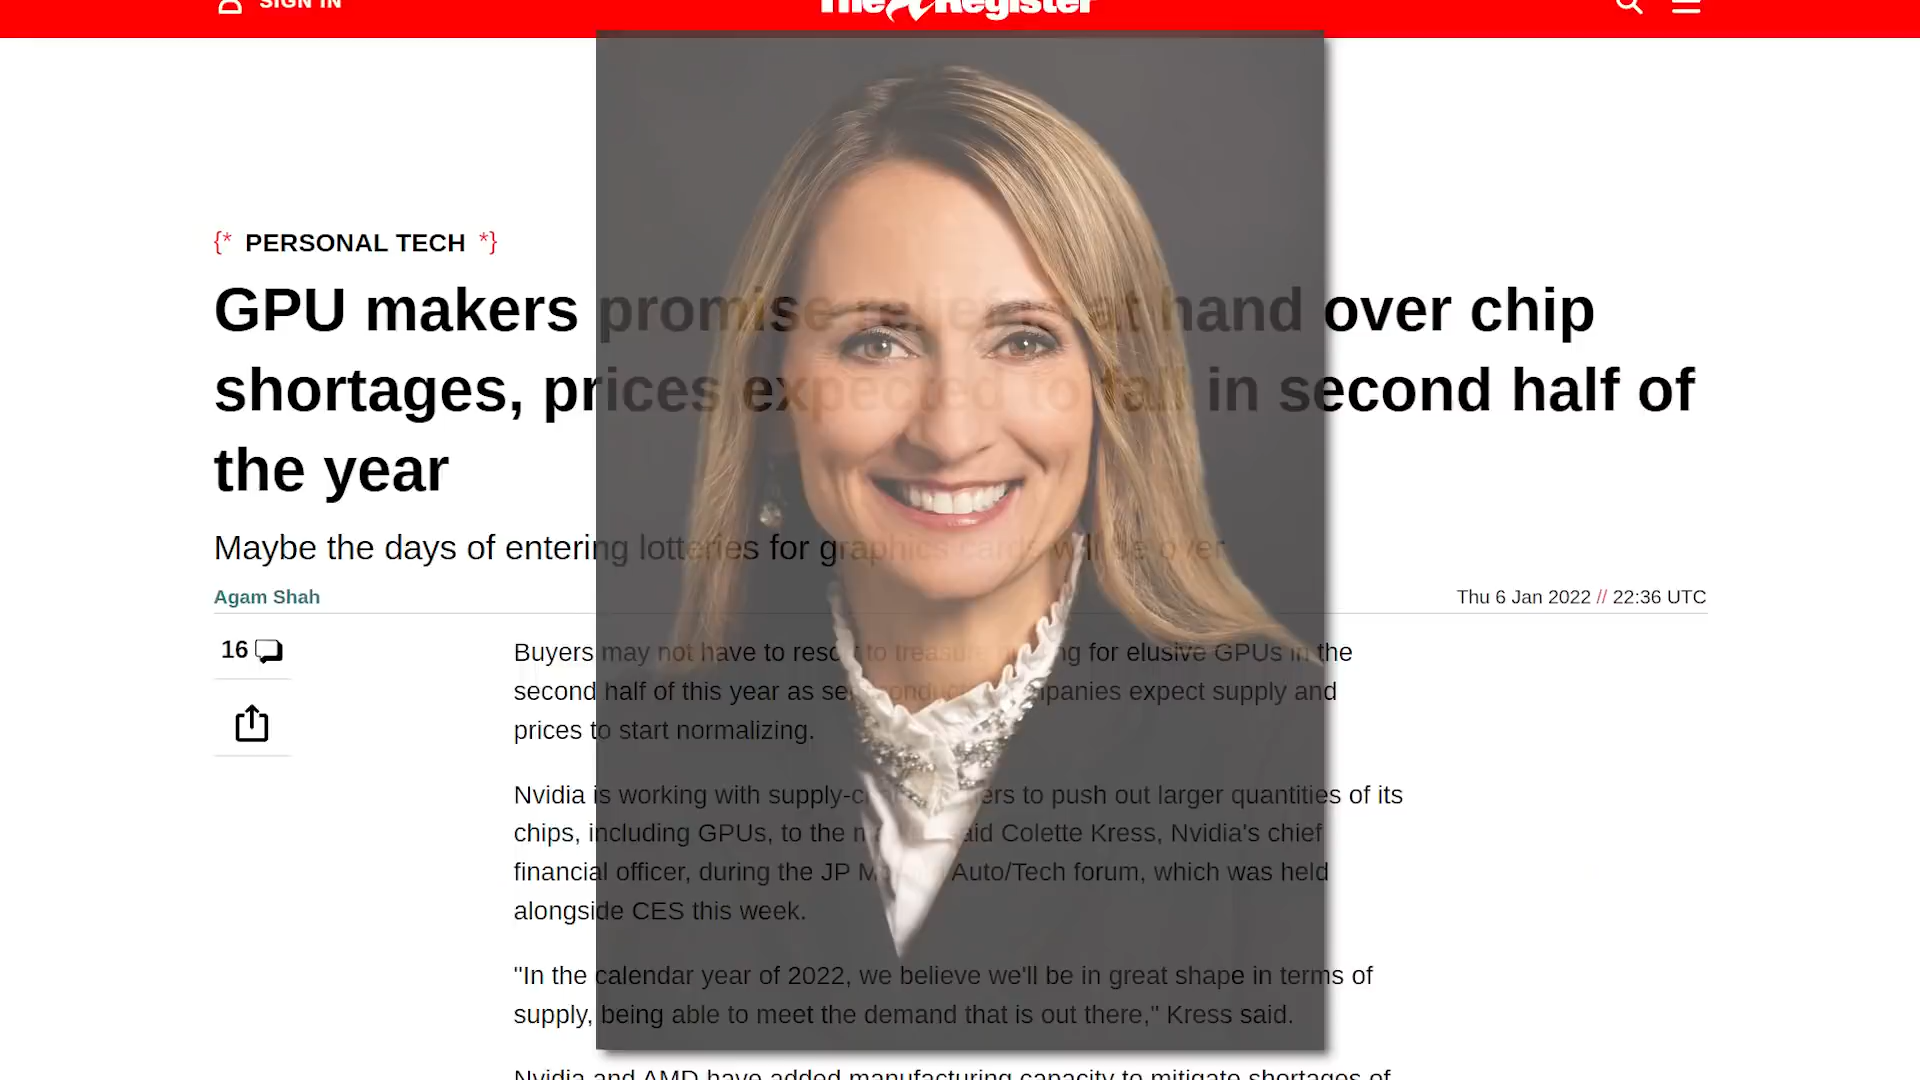 SIGN IN
The Register
{* PERSONAL TECH *}
GPU makers promise relief at hand over chip
shortages, prices expected to fall in second half of
the year
Maybe the days of entering lotteries for graphics cards will be over
Agam Shah
Thu 6 Jan 2022 // 22:36 UTC
16
Buyers may not have to resort to treasure for elusive GPUs in the
second half of this year as semiconductor companies expect supply and
prices to start normalizing.
Nvidia is working with supply-chain to push out larger quantities of its
chips, including GPUs, to the said Colette Kress, Nvidia's chief
financial officer, during the JP Morgan Auto/Tech forum, which was held
alongside CES this week.
"In the calendar year of 2022, we believe we'll be in great shape in terms of
supply, being able to meet the demand that is out there," Kress said.
Nvidia and AMD have added manufacturing capacity to mitigate shortages of